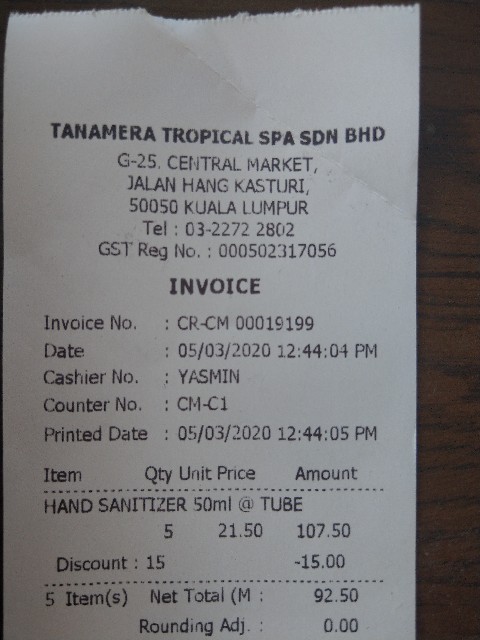 TANAMERA TROPICAL SPA SDN BHD
G-25. CENTRAL MARKET,
JALAN HANG KASTURI,
50050 KUALA LUMPUR
Tel : 03-2272 2802
GST Reg No. : 000502317056
INVOICE
Invoice No. : CR-CM 00019199
Date : 05/03/2020 12:44:04 PM
Cashier No. : YASMIN
Counter No. : CM-C1
Printed Date : 05/03/2020 12:44:05 PM
Item Qty Unit Price Amount
HAND SANITIZER 50ml @ TUBE
5 21.50 107.50
Discount : 15 -15.00
5 Item(s) Net Total (M : 92.50
Rounding Adj. : 0.00